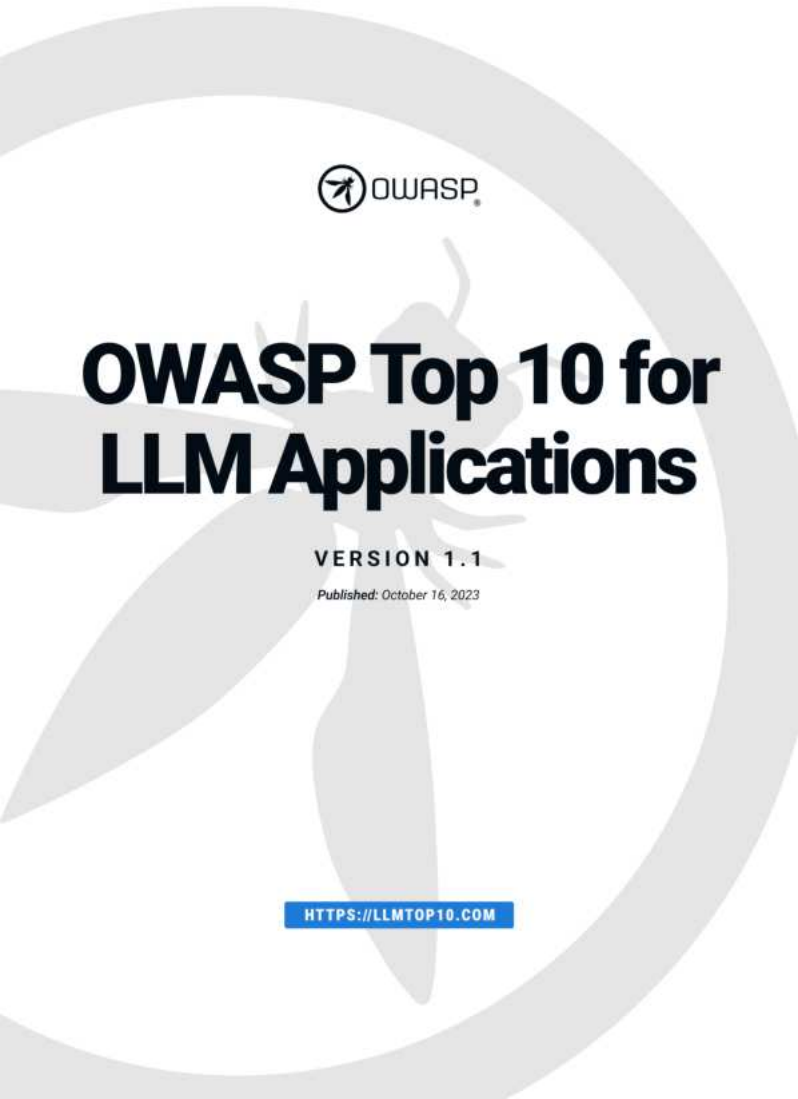 OWASP®
OWASP Top 10 for
LLM Applications
VERSION 1.1
Published: October 16, 2023
HTTPS://LLMTOP10.COM